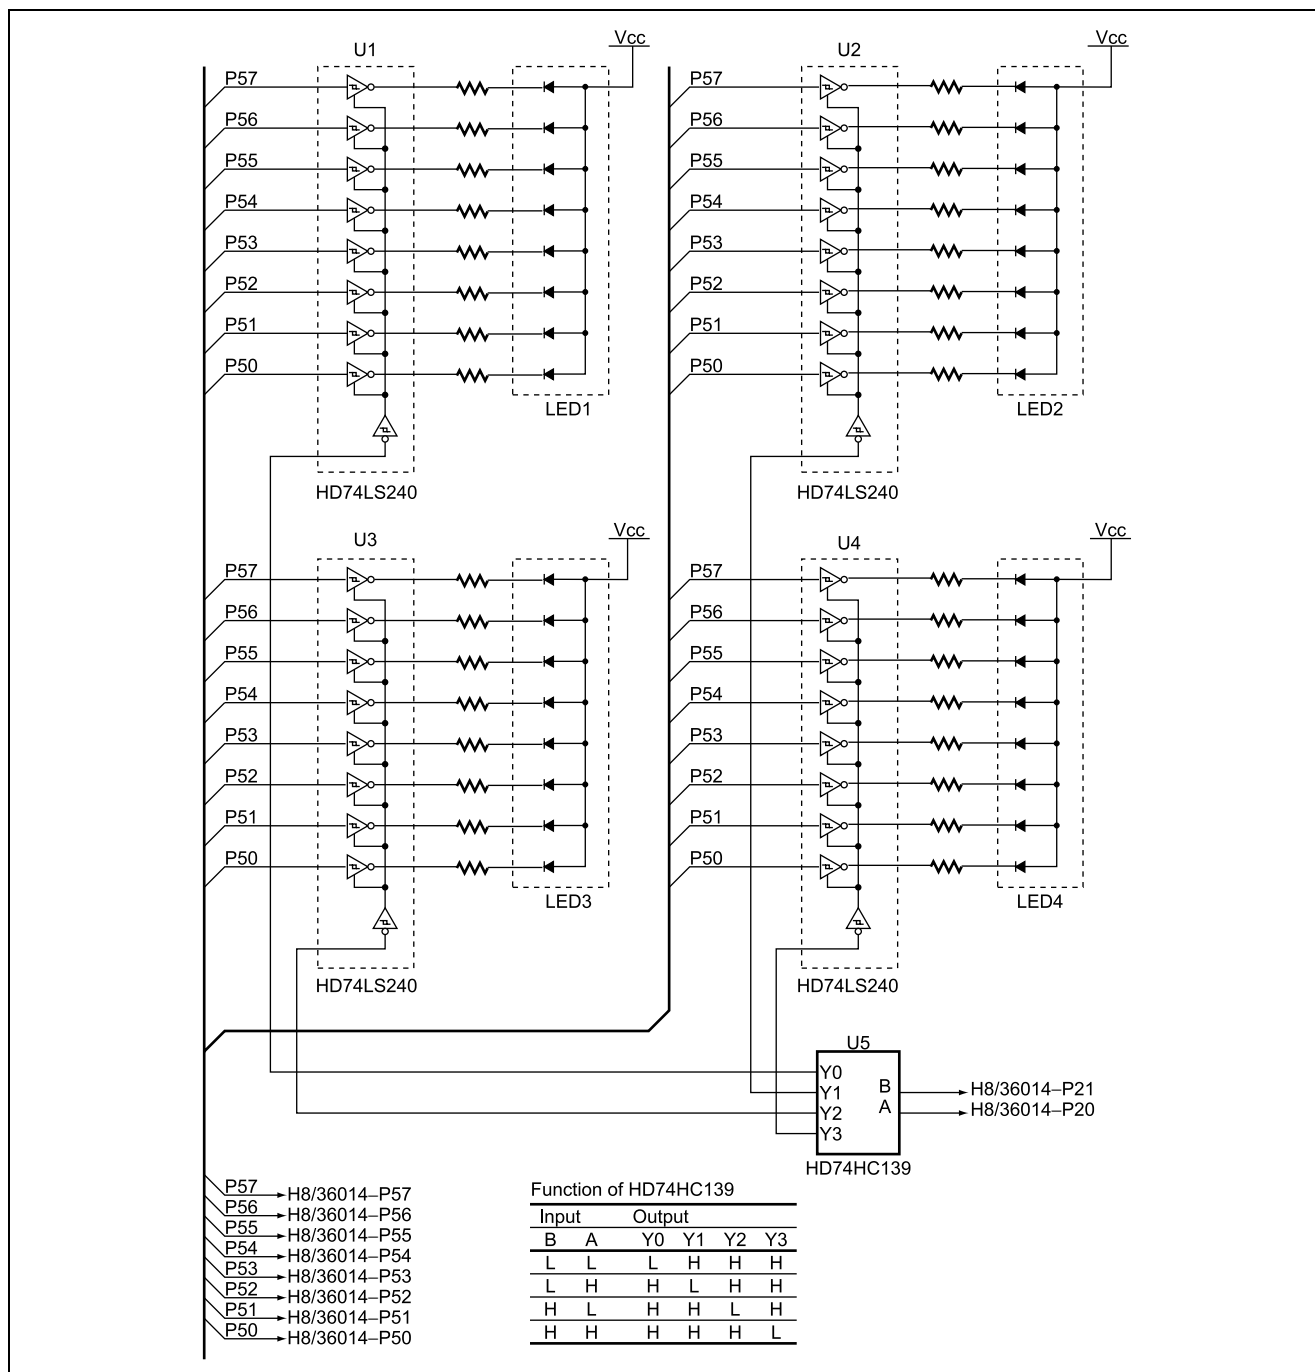 U1
Vcc
U2
Vcc
P57
P56
P55
P54
P53
P52
P51
P50
LED1
HD74LS240
P57
P56
P55
P54
P53
P52
P51
P50
LED2
HD74LS240
U3
Vcc
U4
Vcc
P57
P56
P55
P54
P53
P52
P51
P50
LED3
HD74LS240
P57
P56
P55
P54
P53
P52
P51
P50
LED4
HD74LS240
U5
Y0
Y1
Y2
Y3
B
A
H8/36014–P21
H8/36014–P20
HD74HC139
P57 H8/36014–P57
P56 H8/36014–P56
P55 H8/36014–P55
P54 H8/36014–P54
P53 H8/36014–P53
P52 H8/36014–P52
P51 H8/36014–P51
P50 H8/36014–P50
Function of HD74HC139
Input Output
B A Y0 Y1 Y2 Y3
L L L H H H
L H H L H H
H L H H L H
H H H H H L